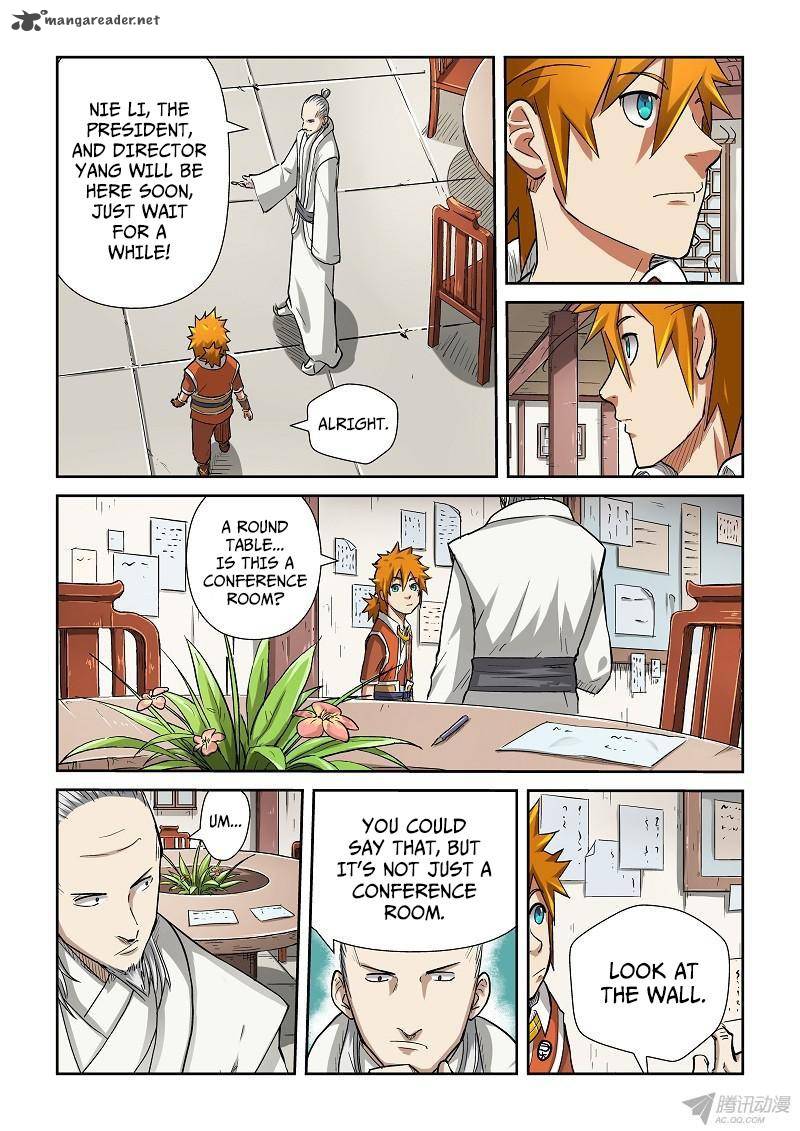 mangareader.net
NIE LI, THE
PRESIDENT,
AND DIRECTOR
YANG WILL BE
HERE SOON,
JUST WAIT
FOR A
WHILE!
ALRIGHT.
A ROUND
TABLE...
IS THIS A
CONFERENCE
ROOM?
UM...
YOU COULD
SAY THAT, BUT
IT'S NOT JUST A
CONFERENCE
ROOM.
LOOK AT
THE WALL.
腾讯动漫
AC.QQ.COM